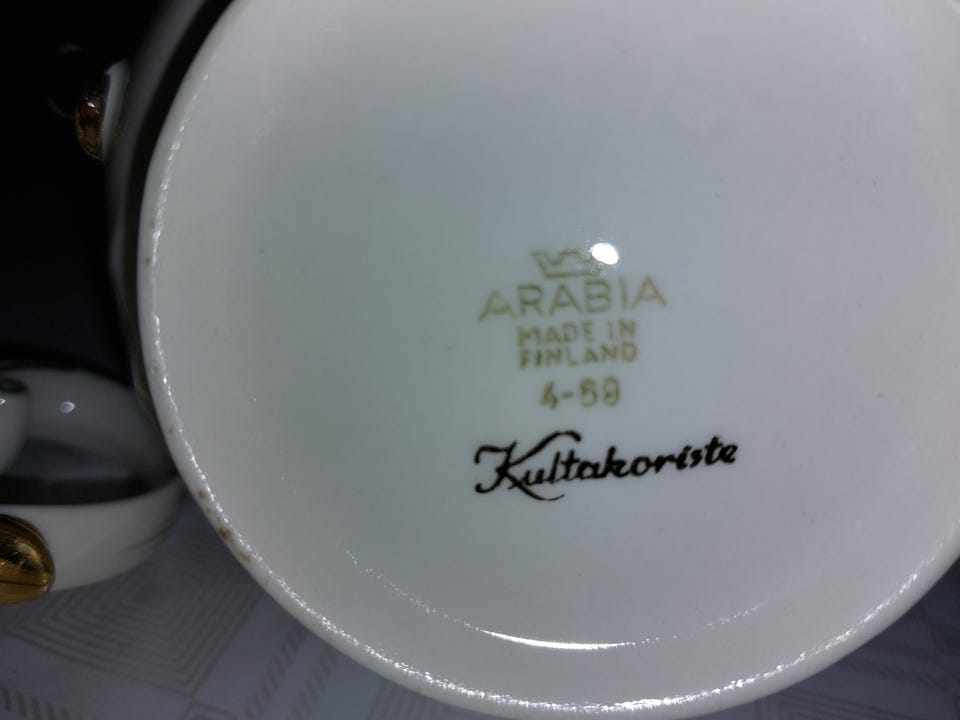 ARABIA
MADE IN
FINLAND
4-69
Kultakoriste